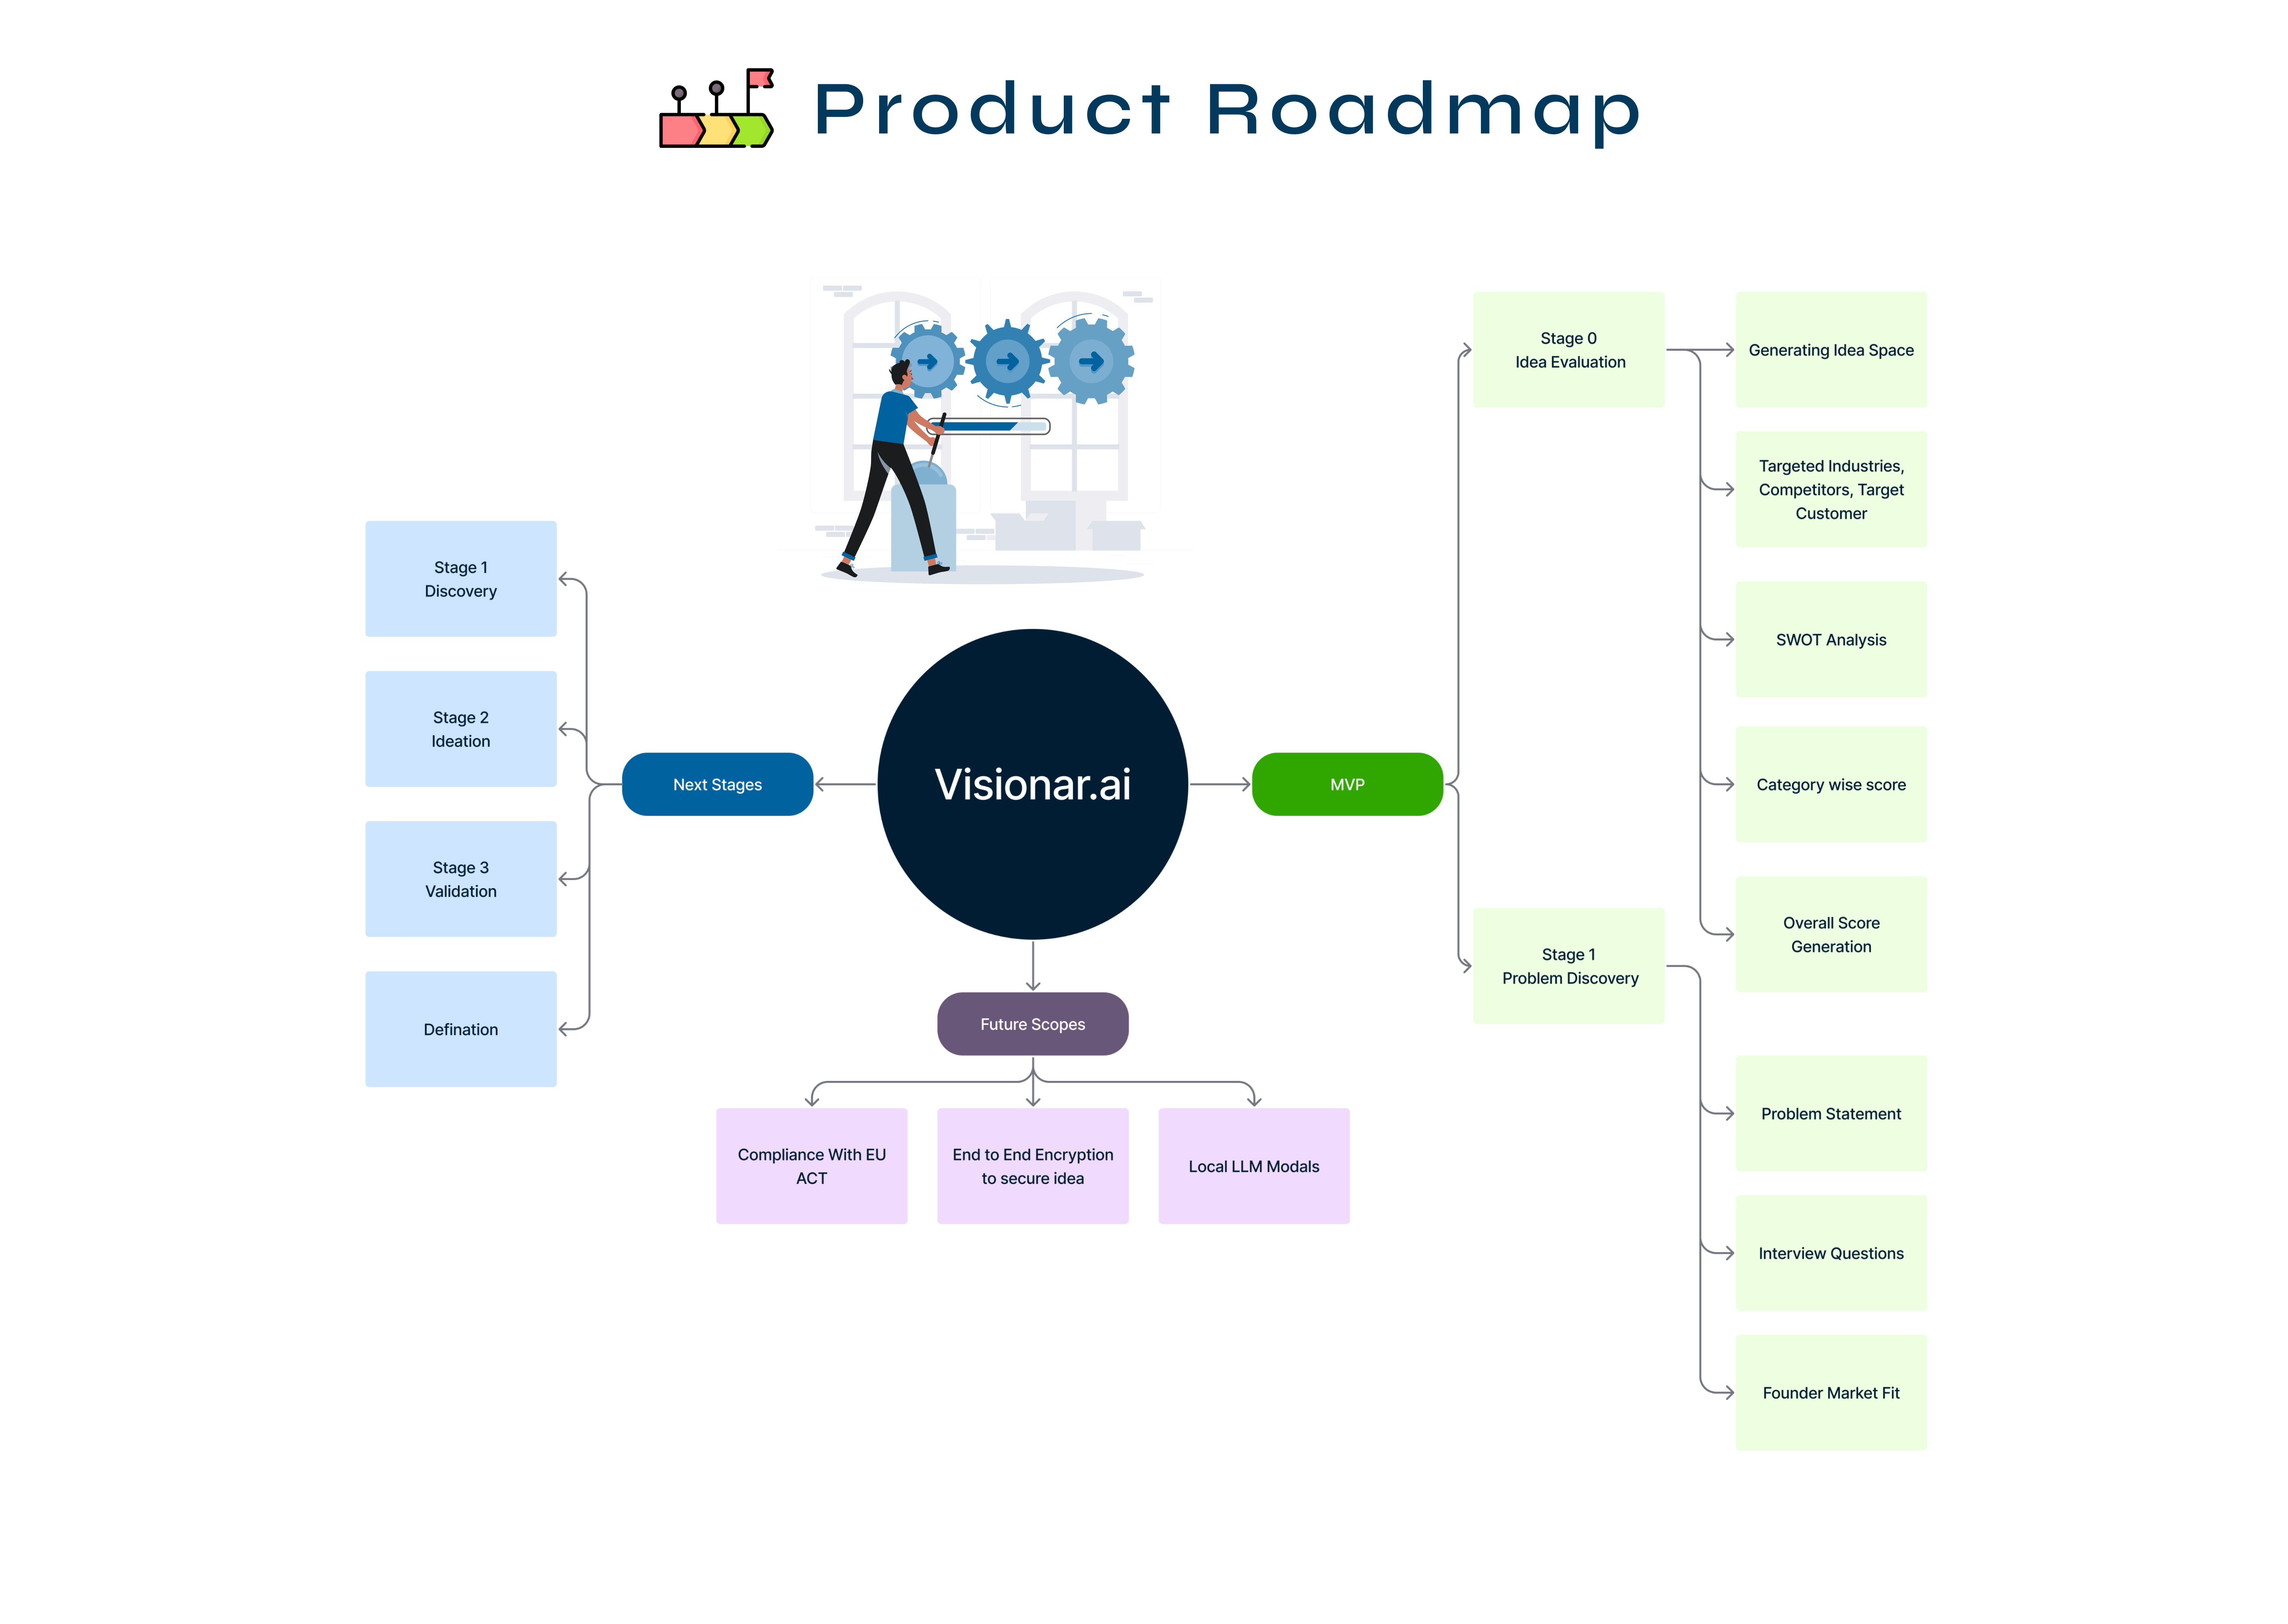 Product Roadmap
Stage 0
Idea Evaluation
Generating Idea Space
Targeted Industries,
Competitors, Target
Customer
SWOT Analysis
Category wise score
Overall Score
Generation
Stage 1
Discovery
Stage 2
Ideation
Stage 3
Validation
Defination
Next Stages
Visionar.ai
MVP
Stage 1
Problem Discovery
Problem Statement
Interview Questions
Founder Market Fit
Future Scopes
Compliance With EU
ACT
End to End Encryption
to secure idea
Local LLM Modals